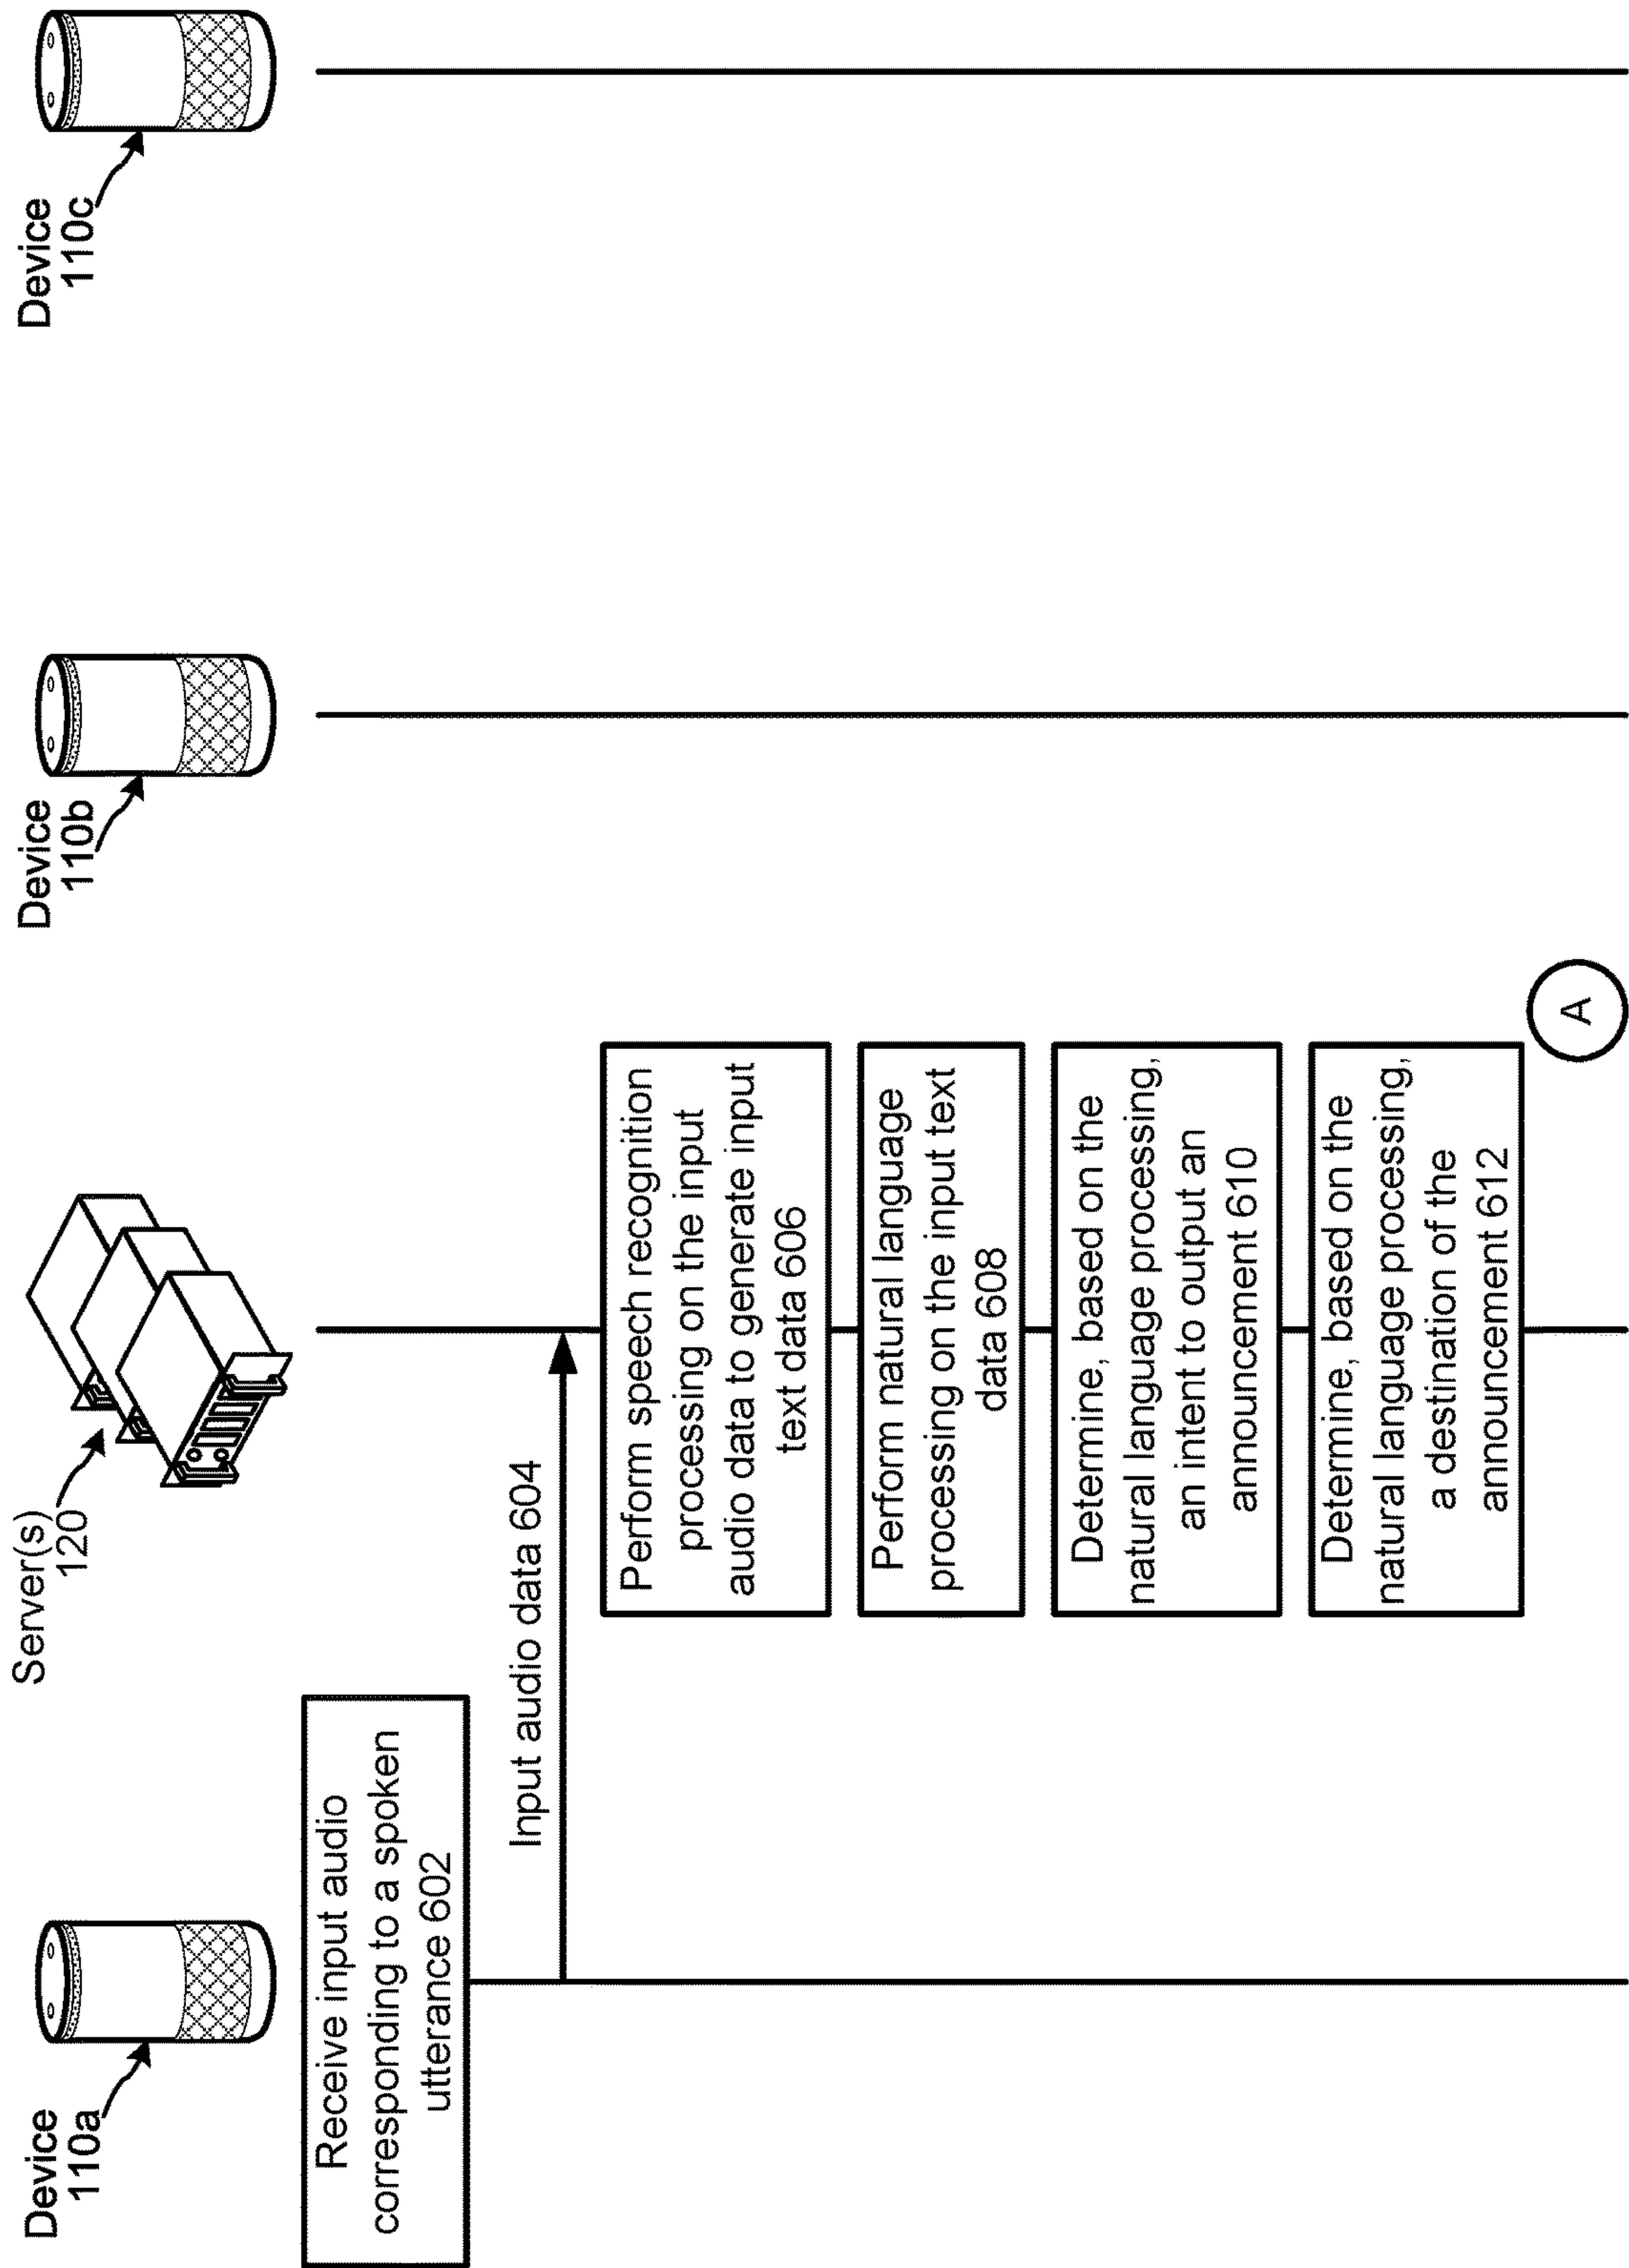 Device
110a
Server(s)
120
Device
110b
Device
110c
Receive input audio
corresponding to a spoken
utterance 602
Input audio data 604
Perform speech recognition
processing on the input
audio data to generate input
text data 606
Perform natural language
processing on the input text
data 608
Determine, based on the
natural language processing,
an intent to output an
announcement 610
Determine, based on the
natural language processing,
a destination of the
announcement 612
A